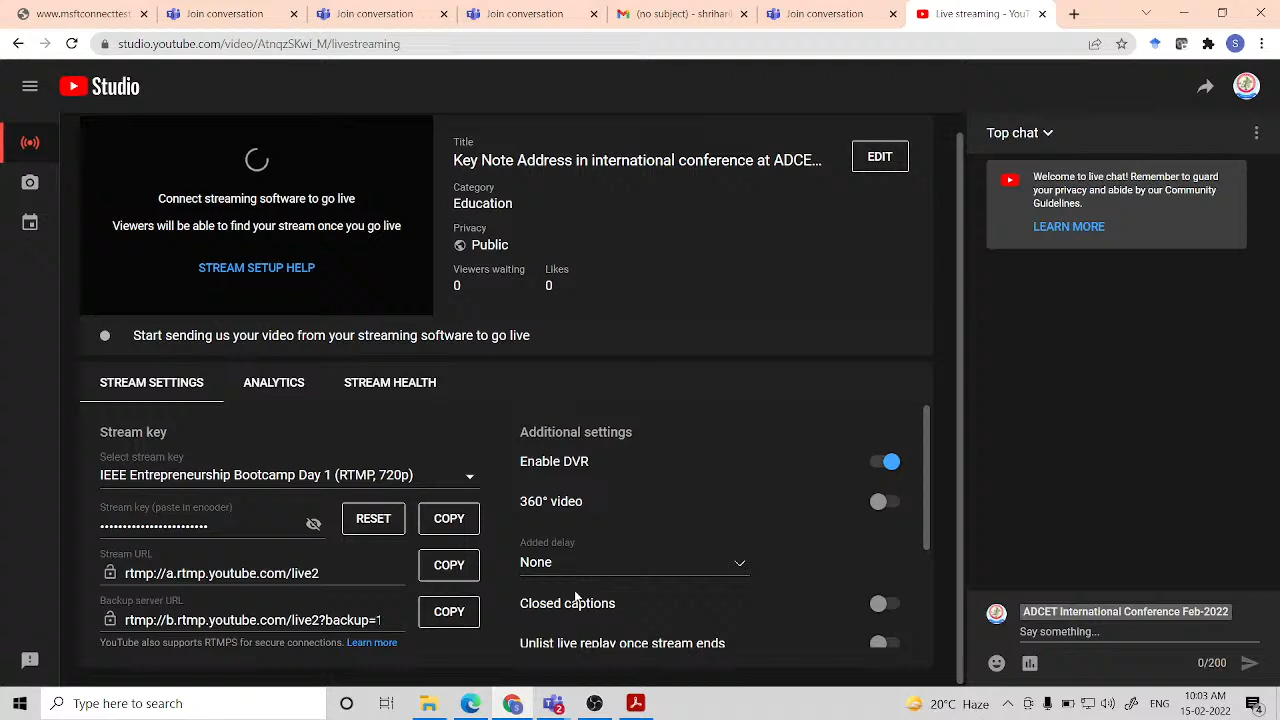 www.msftconnecttest
Join conversation
Join conversation
Join conversation
(no subject) - shrihari
Join conversation
Live streaming - YouT
studio.youtube.com/video/AtnqzSKwi_M/livestreaming
S
Studio
Connect streaming software to go live
Viewers will be able to find your stream once you go live
STREAM SETUP HELP
Title
Key Note Address in international conference at ADCE...
EDIT
Category
Education
Privacy
Public
Viewers waiting
Likes
0
0
Start sending us your video from your streaming software to go live
Top chat
Welcome to live chat! Remember to guard
your privacy and abide by our Community
Guidelines.
LEARN MORE
STREAM SETTINGS
ANALYTICS
STREAM HEALTH
Stream key
Select stream key
IEEE Entrepreneurship Bootcamp Day 1 (RTMP, 720p)
Stream key (paste in encoder)
RESET
COPY
Stream URL
rtmp://a.rtmp.youtube.com/live2
COPY
Backup server URL
rtmp://b.rtmp.youtube.com/live2?backup=1
COPY
YouTube also supports RTMPS for secure connections. Learn more
Additional settings
Enable DVR
360° video
Added delay
None
Closed captions
Unlist live replay once stream ends
ADCET International Conference Feb-2022
Say something...
0/200
Type here to search
2
20°C Haze
10:03 AM
15-02-2022
4